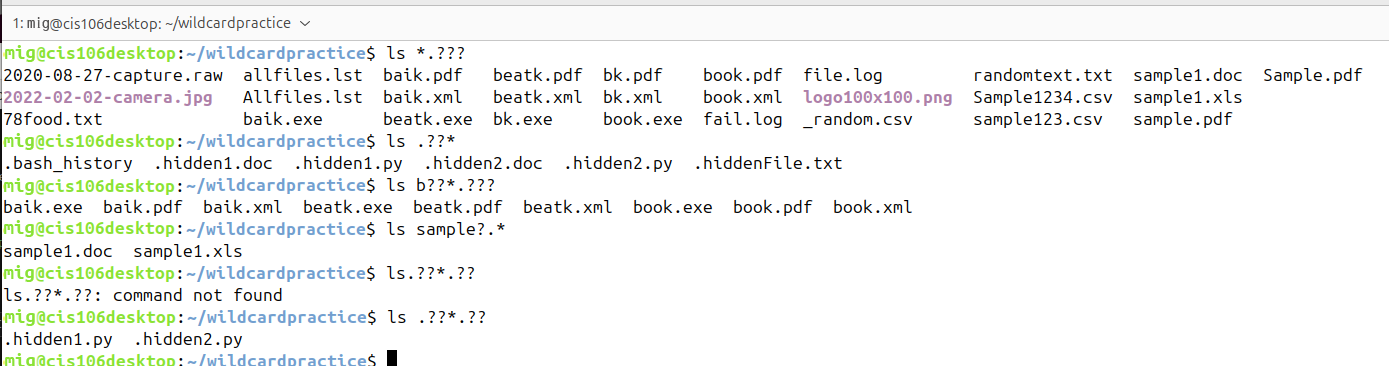 1: mig@cis106desktop: ~/wildcardpractice
mig@cis106desktop:~/wildcardpractice$ ls *.???
2020-08-27-capture.raw  allfiles.lst  baik.pdf   beatk.pdf  bk.pdf    book.pdf  file.log         randomtext.txt  sample1.doc  Sample.pdf
2022-02-02-camera.jpg   Allfiles.lst  baik.xml   beatk.xml  bk.xml    book.xml  logo100x100.png  Sample1234.csv  sample1.xls
78food.txt              baik.exe      beatk.exe  bk.exe     book.exe  fail.log  _random.csv      sample123.csv   sample.pdf
mig@cis106desktop:~/wildcardpractice$ ls .??*
.bash_history  .hidden1.doc  .hidden1.py  .hidden2.doc  .hidden2.py  .hiddenFile.txt
mig@cis106desktop:~/wildcardpractice$ ls b??*.???
baik.exe  baik.pdf  baik.xml  beatk.exe  beatk.pdf  beatk.xml  book.exe  book.pdf  book.xml
mig@cis106desktop:~/wildcardpractice$ ls sample?.*
sample1.doc  sample1.xls
mig@cis106desktop:~/wildcardpractice$ ls.??*.??
ls.??*.??: command not found
mig@cis106desktop:~/wildcardpractice$ ls .??*.??
.hidden1.py  .hidden2.py
mig@cis106desktop:~/wildcardpractice$